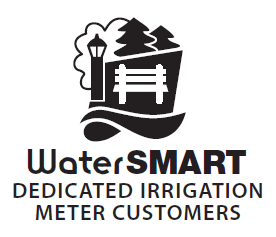 WaterSMART
DEDICATED IRRIGATION
METER CUSTOMERS